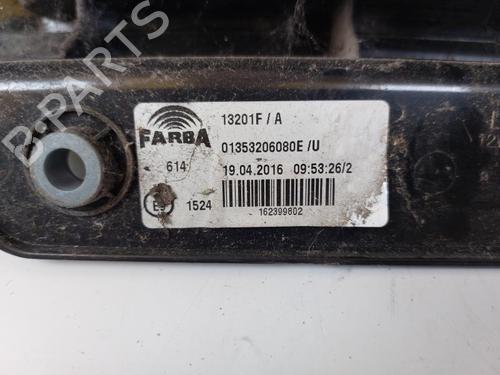 FARBA
13201F / A
01353206080E /U
614
19.04.2016 09:53:26/2
1524
162399802
B-PARTS